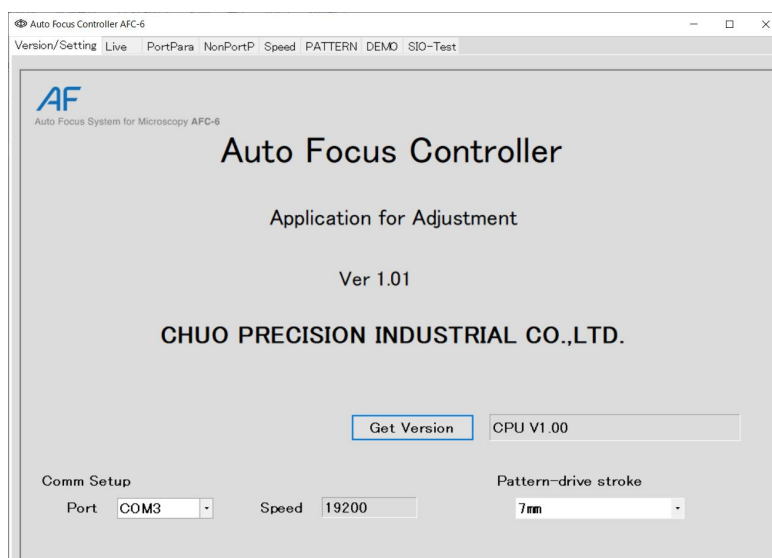 Auto Focus Controller AFC-6
Version/Setting Live PortPara NonPortP Speed PATTERN DEMO SIO-Test
AF
Auto Focus System for Microscopy AFC-6
Auto Focus Controller
Application for Adjustment
Ver 1.01
CHUO PRECISION INDUSTRIAL CO.,LTD.
Get Version CPU V1.00
Comm Setup Pattern-drive stroke
Port COM3 Speed 19200 7mm